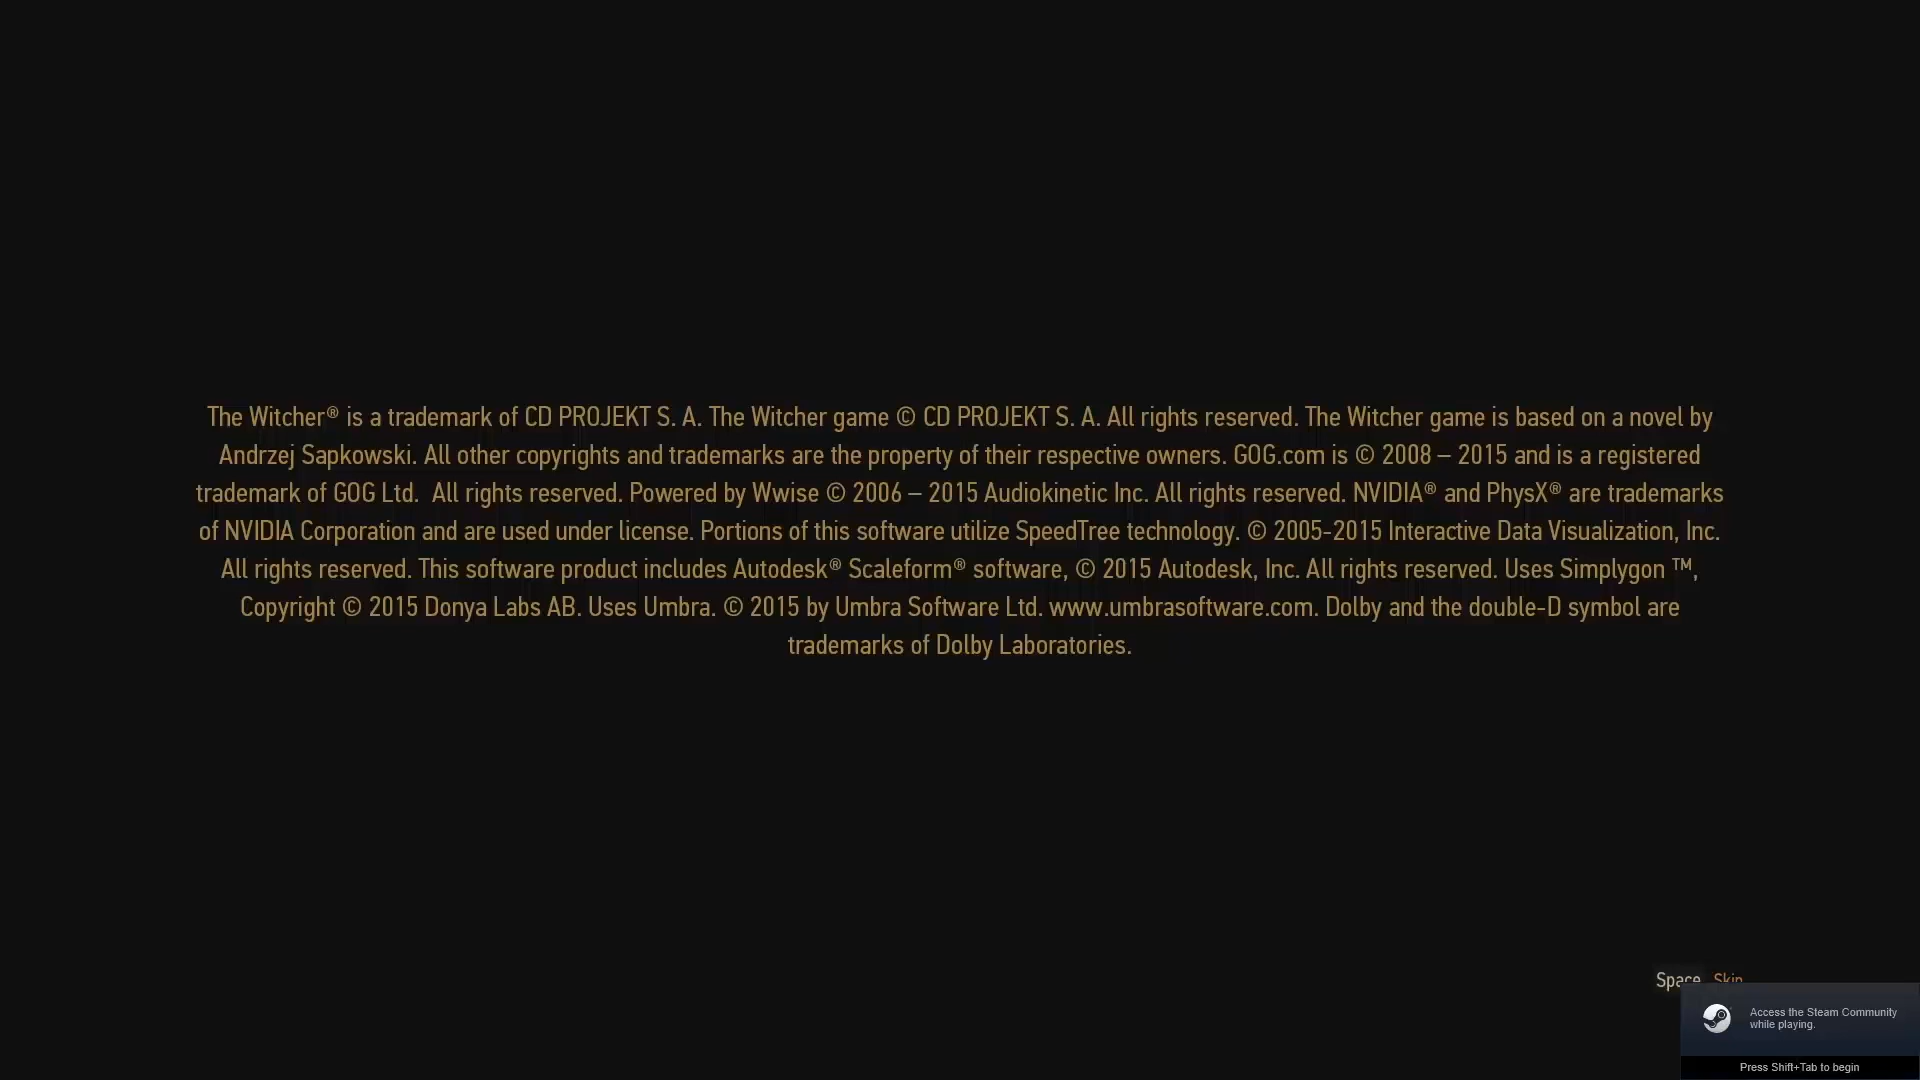 The Witcher® is a trademark of CD PROJEKT S. A. The Witcher game © CD PROJEKT S. A. All rights reserved. The Witcher game is based on a novel by
Andrzej Sapkowski. All other copyrights and trademarks are the property of their respective owners. GOG.com is © 2008 – 2015 and is a registered
trademark of GOG Ltd.  All rights reserved. Powered by Wwise © 2006 – 2015 Audiokinetic Inc. All rights reserved. NVIDIA® and PhysX® are trademarks
of NVIDIA Corporation and are used under license. Portions of this software utilize SpeedTree technology. © 2005-2015 Interactive Data Visualization, Inc.
All rights reserved. This software product includes Autodesk® Scaleform® software, © 2015 Autodesk, Inc. All rights reserved. Uses Simplygon ™,
Copyright © 2015 Donya Labs AB. Uses Umbra. © 2015 by Umbra Software Ltd. www.umbrasoftware.com. Dolby and the double-D symbol are
trademarks of Dolby Laboratories.
Space Skip
Access the Steam Community
while playing.
Press Shift+Tab to begin